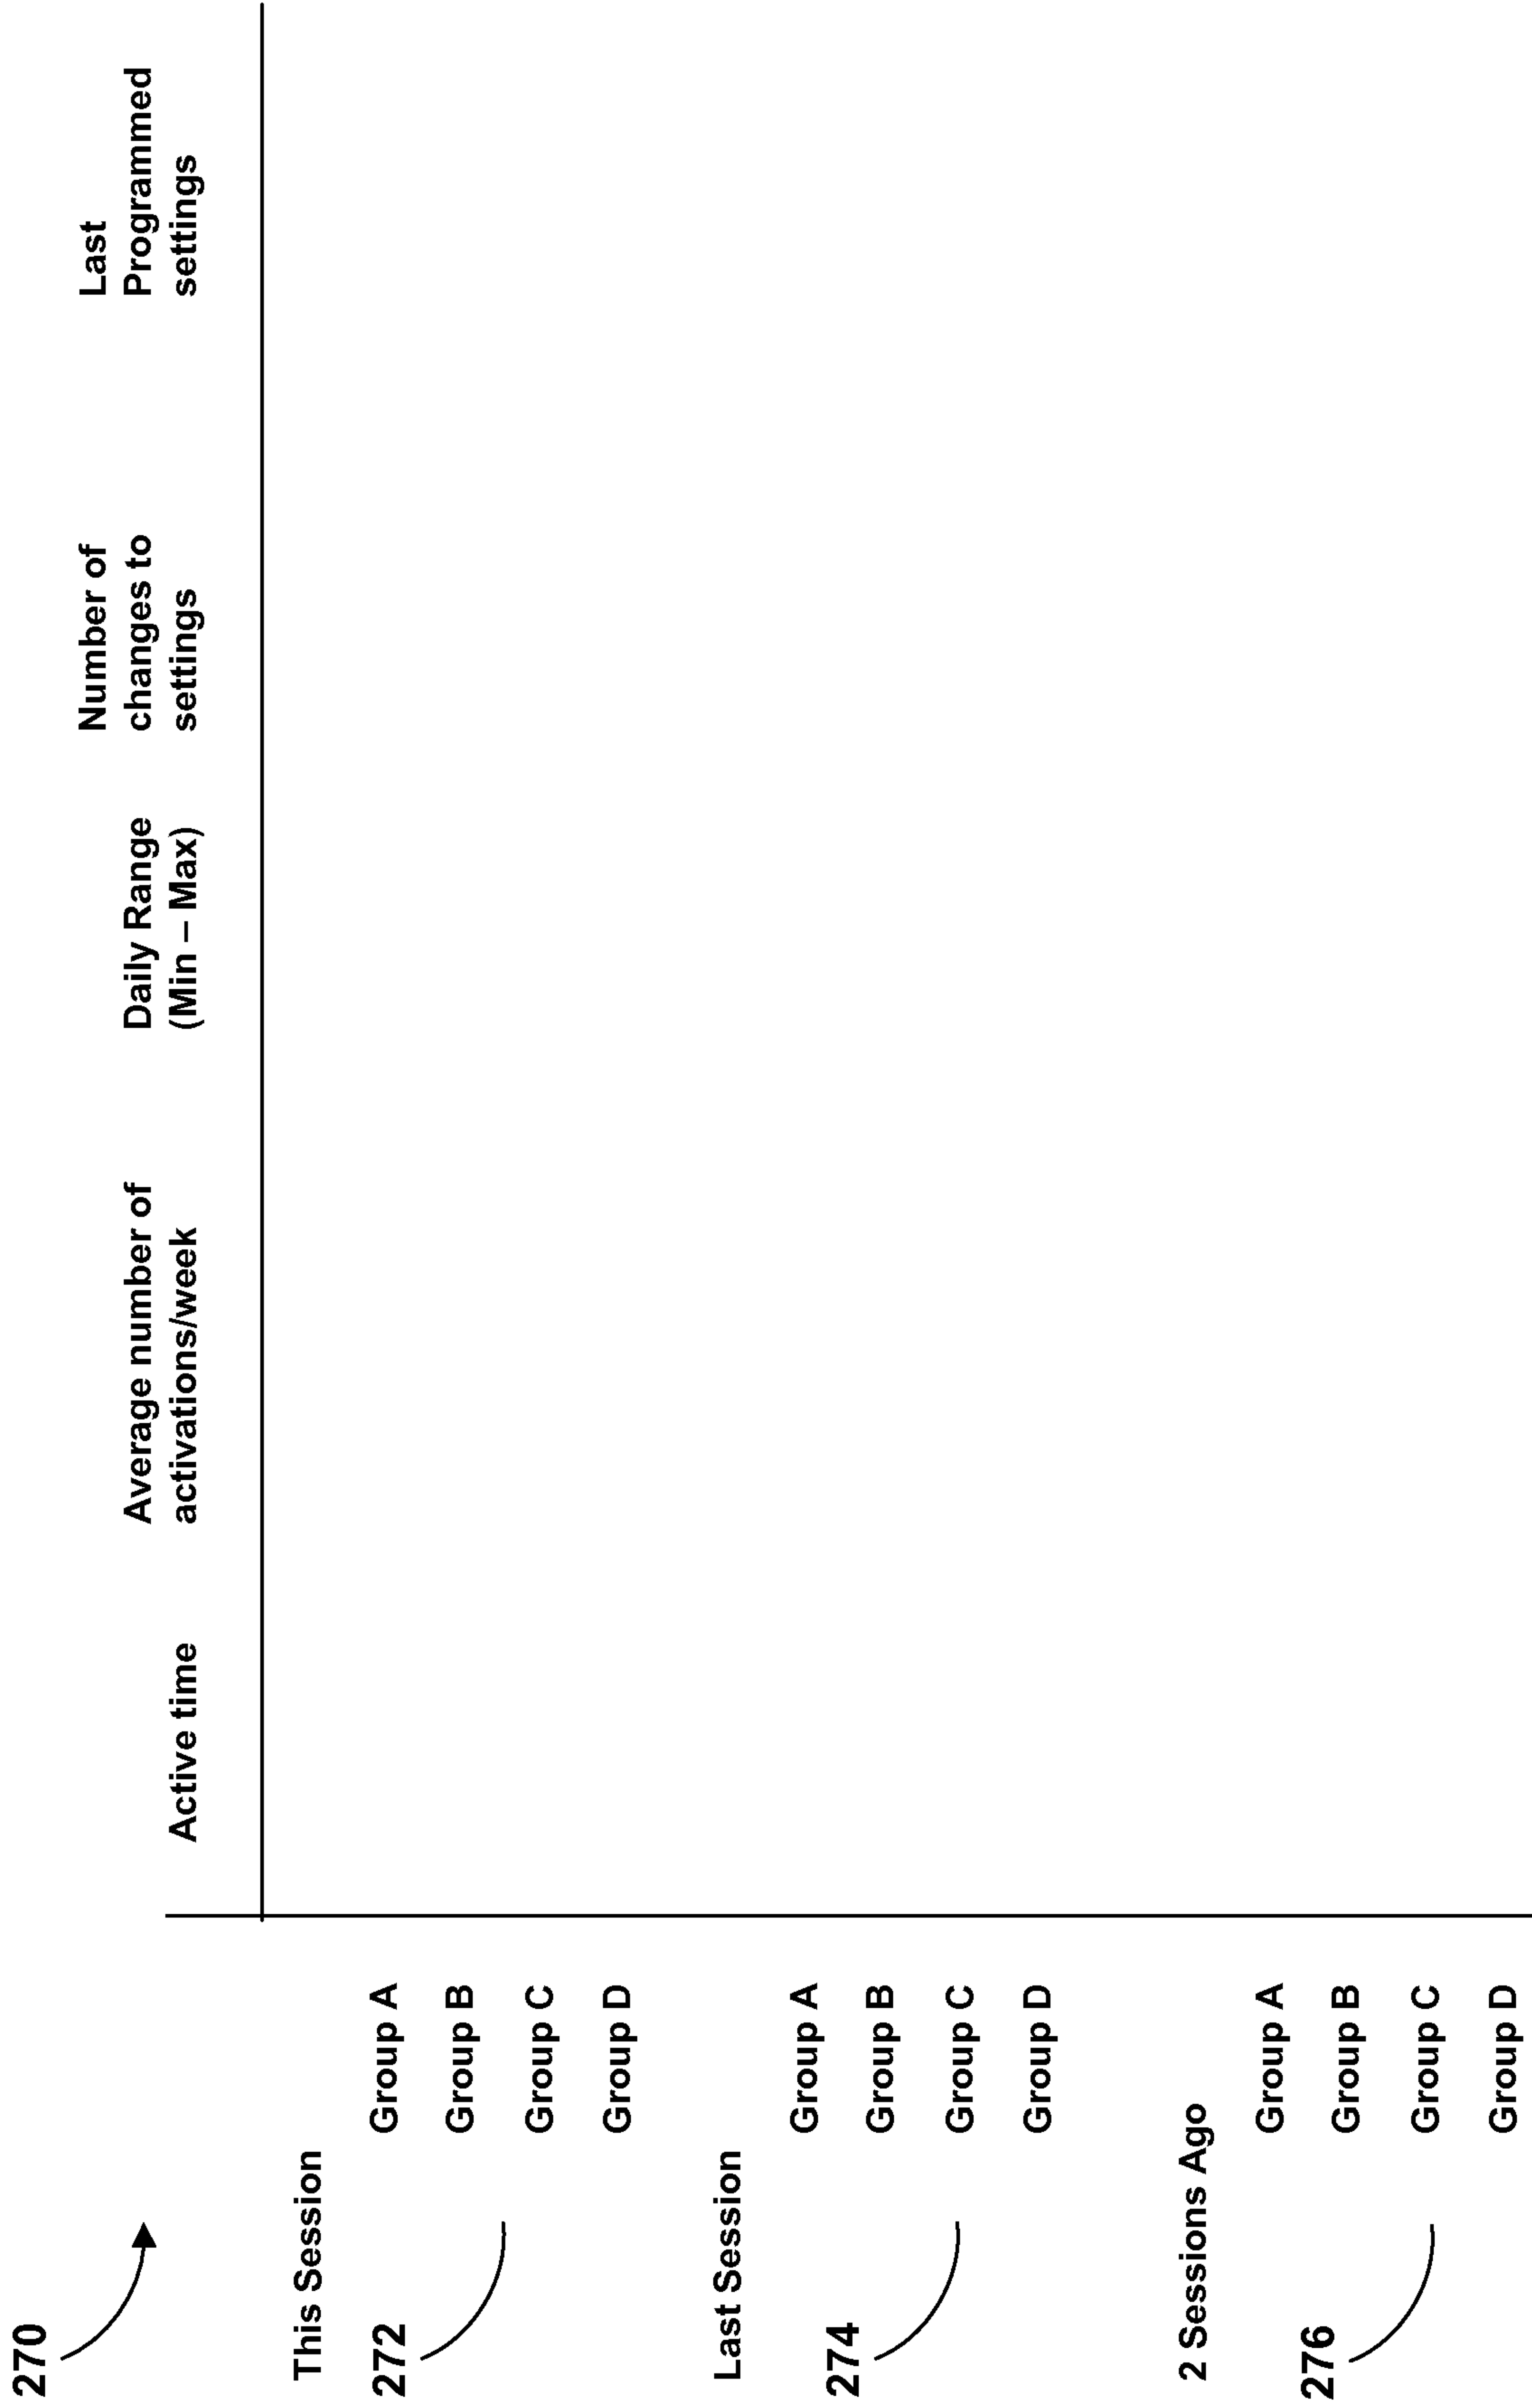 270
Active time
Average number of
activations/week
Daily Range
(Min – Max)
Number of
changes to
settings
Last
Programmed
settings
This Session
272
Group A
Group B
Group C
Group D
Last Session
274
Group A
Group B
Group C
Group D
2 Sessions Ago
276
Group A
Group B
Group C
Group D